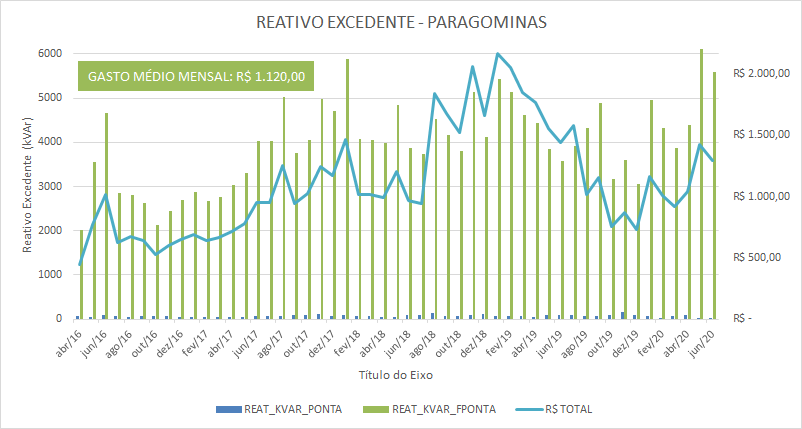 REATIVO EXCEDENTE - PARAGOMINAS
GASTO MÉDIO MENSAL: R$ 1.120,00
Reativo Excedente (kVAr)
6000
5000
4000
3000
2000
1000
0
R$ 2.000,00
R$ 1.500,00
R$ 1.000,00
R$ 500,00
R$ -
abr/16
jun/16
ago/16
out/16
dez/16
fev/17
abr/17
jun/17
ago/17
out/17
dez/17
fev/18
abr/18
jun/18
ago/18
out/18
dez/18
fev/19
abr/19
jun/19
ago/19
out/19
dez/19
fev/20
abr/20
jun/20
Título do Eixo
REAT_KVAR_PONTA
REAT_KVAR_FPONTA
R$ TOTAL